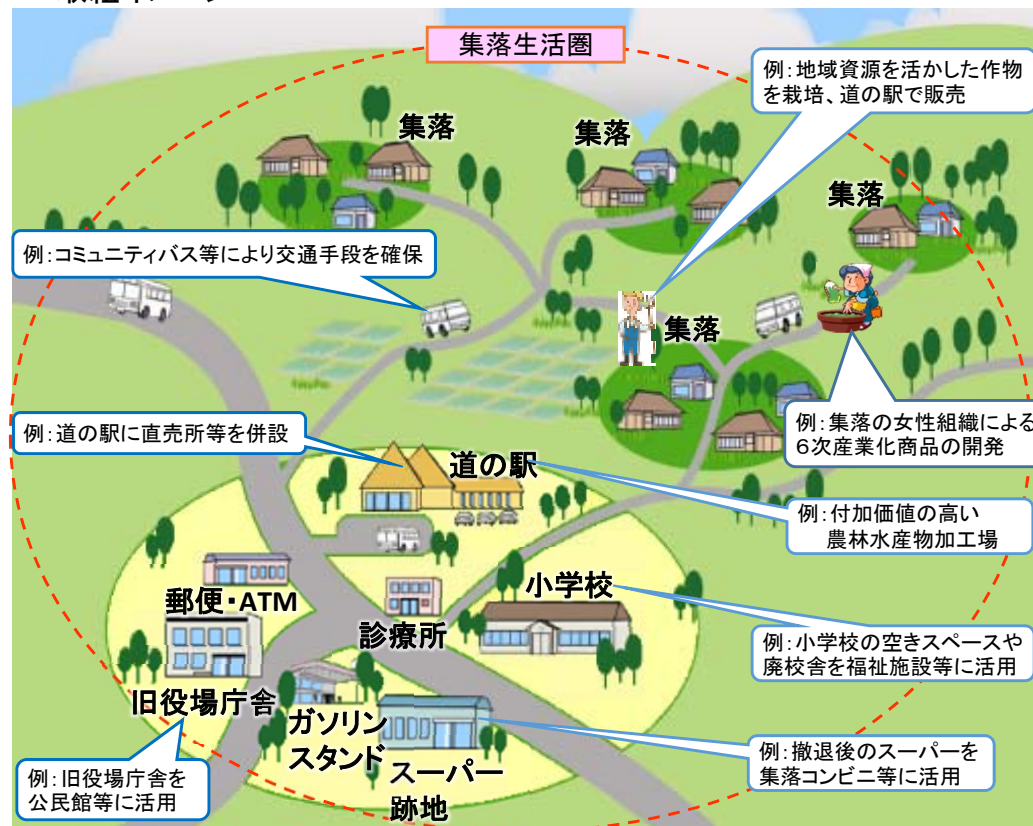 集落生活圏
例：地域資源を活かした作物
を栽培、道の駅で販売
集落
集落
集落
例：コミュニティバス等により交通手段を確保
集落
例：集落の女性組織による
６次産業化商品の開発
例：道の駅に直売所等を併設
道の駅
例：付加価値の高い
農林水産物加工場
小学校
郵便・ATM
診療所
例：小学校の空きスペースや
廃校舎を福祉施設等に活用
旧役場庁舎
ガソリン
スタンド
スーパー
跡地
例：撤退後のスーパーを
集落コンビニ等に活用
例：旧役場庁舎を
公民館等に活用